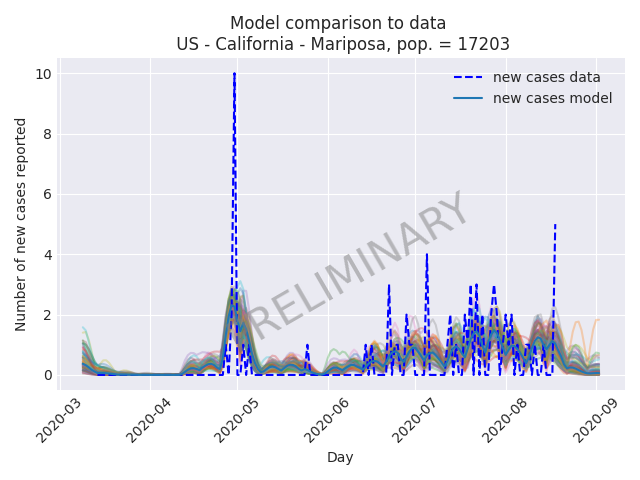 Model comparison to data
US - California - Mariposa, pop. = 17203
new cases data
new cases model
PRELIMINARY
Number of new cases reported
10
8
6
4
2
0
2020-03
2020-04
2020-05
2020-06
2020-07
2020-08
2020-09
Day